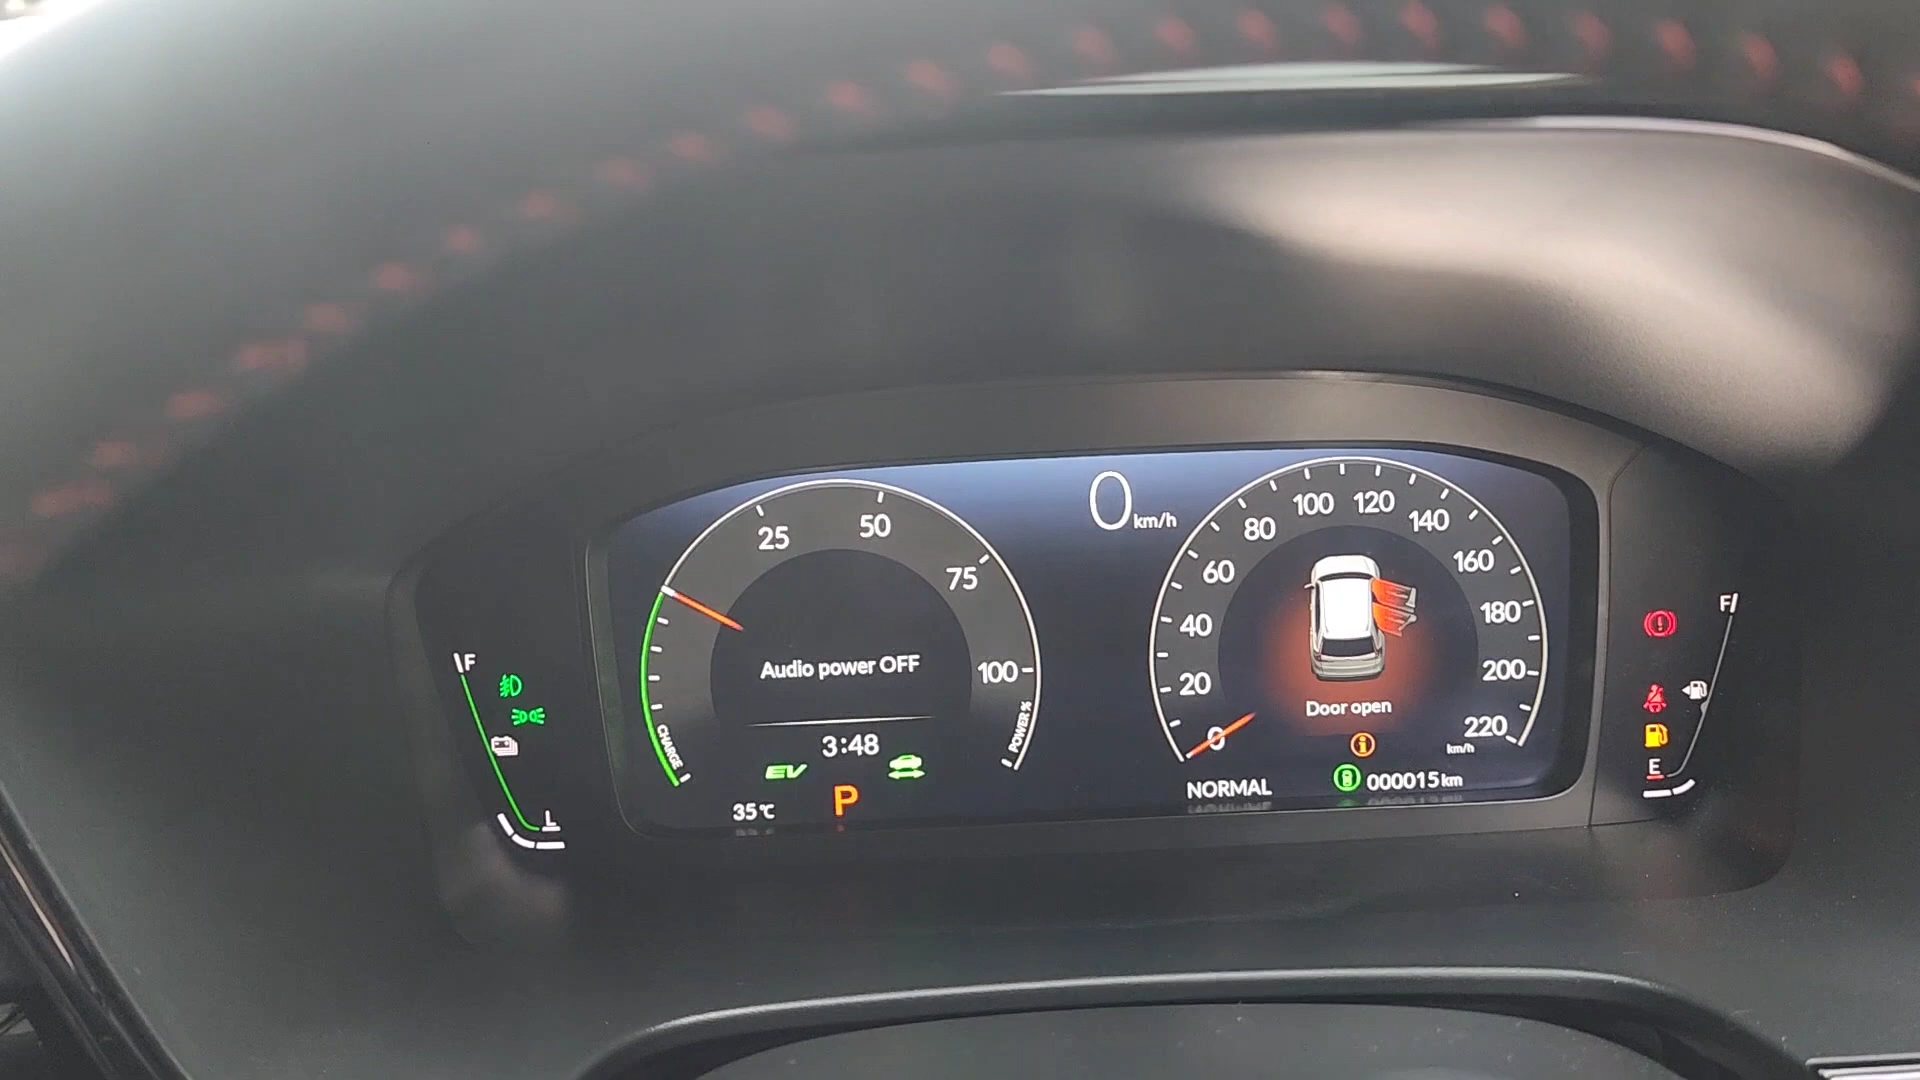 0 km/h
25
50
75
100
CHARGE
POWER %
Audio power OFF
3:48
EV
35°C
P
0
20
40
60
80
100
120
140
160
180
200
220
km/h
Door open
NORMAL
000015 km
F
L
F
E